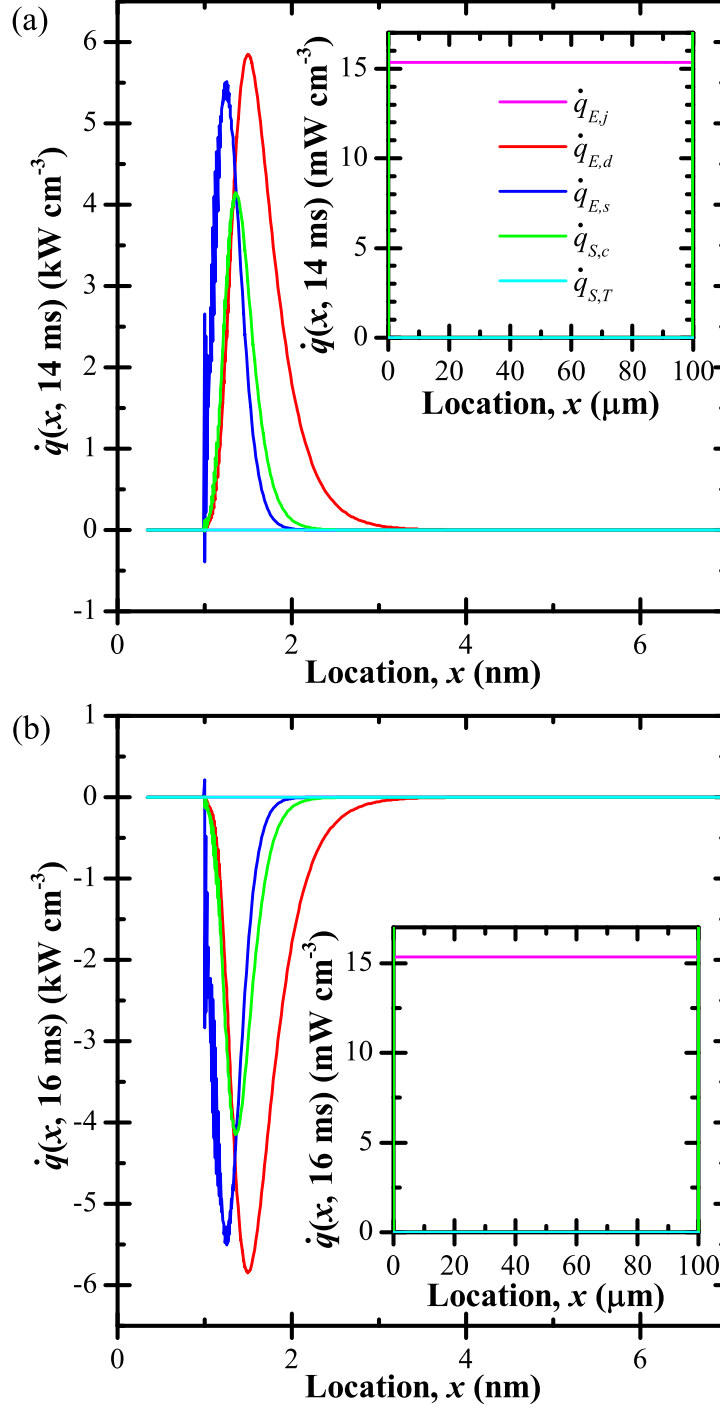 (a)
6
5
4
3
2
1
0
-1
q̇(x, 14 ms) (kW cm⁻³)
0 2 4 6
Location, x (nm)
15
10
5
0
q̇(x, 14 ms) (mW cm⁻³)
q̇E,j
q̇E,d
q̇E,s
q̇S,c
q̇S,T
0 20 40 60 80 100
Location, x (μm)
(b)
1
0
-1
-2
-3
-4
-5
-6
q̇(x, 16 ms) (kW cm⁻³)
15
10
5
0
q̇(x, 16 ms) (mW cm⁻³)
0 20 40 60 80 100
Location, x (μm)
0 2 4 6
Location, x (nm)